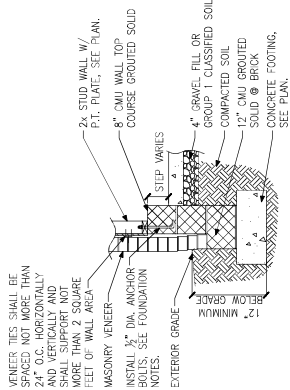 VENEER TIES SHALL BE
SPACED NOT MORE THAN
24" O.C. HORIZONTALLY
AND VERTICALLY AND
SHALL SUPPORT NOT
MORE THAN 2 SQUARE
FEET OF WALL AREA
MASONRY VENEER
INSTALL ½" DIA. ANCHOR
BOLTS, SEE FOUNDATION
NOTES.
EXTERIOR GRADE
12" MINIMUM
BELOW GRADE
STEP VARIES
2x STUD WALL W/
P.T. PLATE, SEE PLAN.
8" CMU WALL TOP
COURSE GROUTED SOLID
4" GRAVEL FILL OR
GROUP 1 CLASSIFIED SOIL
COMPACTED SOIL
12" CMU GROUTED
SOLID @ BRICK
CONCRETE FOOTING,
SEE PLAN.